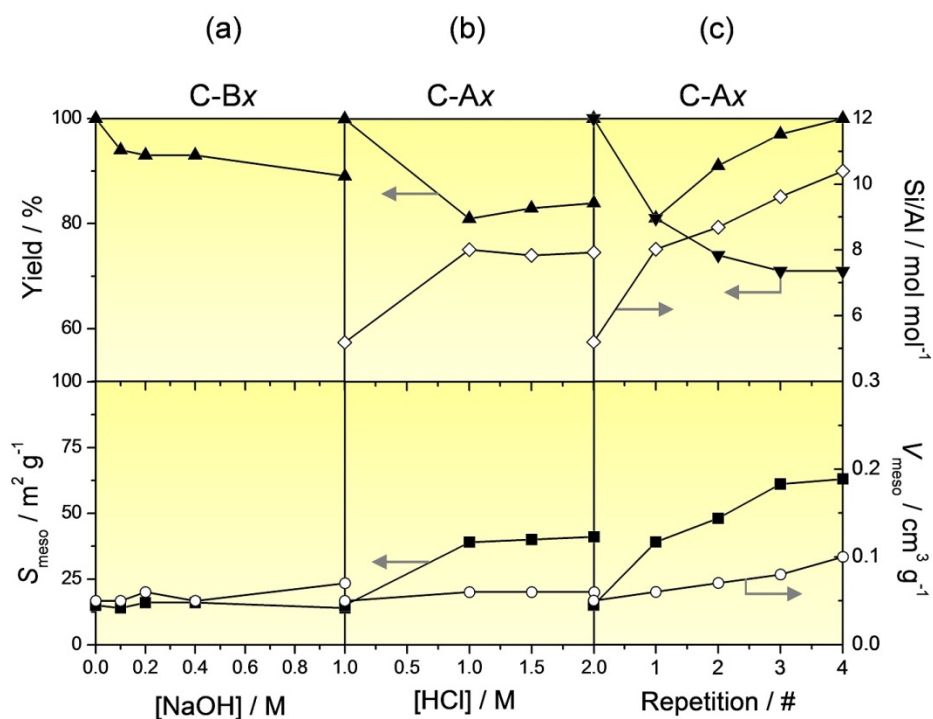 (a) (b) (c)
C-Bx C-Ax C-Ax
Yield / %
100
80
60
Si/Al / mol mol⁻¹
12
10
8
6
Smeso / m² g⁻¹
100
75
50
25
0
Vmeso / cm³ g⁻¹
0.3
0.2
0.1
0.0
0.0 0.2 0.4 0.6 0.8 1.0 0.5 1.0 1.5 2.0 1 2 3 4
[NaOH] / M [HCl] / M Repetition / #